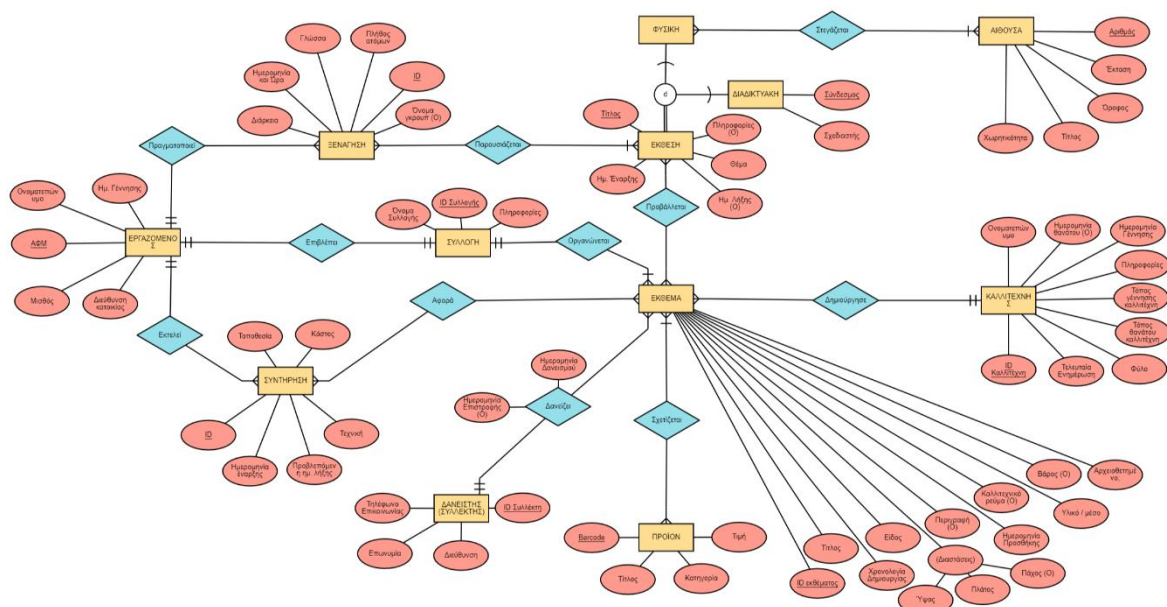 Γλώσσα
Πλήθος
ατόμων
Ημερομηνία
και Ώρα
ID
Διάρκεια
Όνομα
γκρουπ (Ο)
ΞΕΝΑΓΗΣΗ
Πραγματοποιεί
Παρουσιάζεται
ΦΥΣΙΚΗ
Στεγάζεται
ΑΙΘΟΥΣΑ
Αριθμός
Έκταση
Όροφος
Τίτλος
Χωρητικότητα
d
ΔΙΑΔΙΚΤΥΑΚΗ
Σύνδεσμος
Σχεδιαστής
Τίτλος
Πληροφορίες
(Ο)
ΕΚΘΕΣΗ
Θέμα
Ημ. Έναρξης
Ημ. Λήξης
(Ο)
Προβάλλεται
Ονοματεπών
υμο
Ημ. Γέννησης
ΑΦΜ
ΕΡΓΑΖΟΜΕΝΟ
Σ
Μισθός
Διεύθυνση
κατοικίας
Επιβλέπει
Όνομα
Συλλογής
ID Συλλογής
Πληροφορίες
ΣΥΛΛΟΓΗ
Οργανώνεται
ΕΚΘΕΜΑ
Δημιούργησε
Ονοματεπών
υμο
Ημερομηνία
θανάτου (Ο)
Ημερομηνία
Γέννησης
Πληροφορίες
Τόπος
γέννησης
καλλιτέχνη
Τόπος
θανάτου
καλλιτέχνη
ΚΑΛΛΙΤΕΧΝΗ
Σ
ID
Καλλιτέχνη
Τελευταία
Ενημέρωση
Φύλο
Αφορά
Εκτελεί
Τοποθεσία
Κόστος
ΣΥΝΤΗΡΗΣΗ
ID
Ημερομηνία
έναρξης
Προβλεπόμεν
η ημ. λήξης
Τεχνική
Ημερομηνία
Δανεισμού
Ημερομηνία
Επιστροφής
(Ο)
Δανείζει
Σχετίζεται
Τηλέφωνο
Επικοινωνίας
ΔΑΝΕΙΣΤΗΣ
(ΣΥΛΛΕΚΤΗΣ)
ID Συλλέκτη
Επωνυμία
Διεύθυνση
Barcode
ΠΡΟΪΟΝ
Τιμή
Τίτλος
Κατηγορία
ID εκθέματος
Τίτλος
Χρονολογία
Δημιουργίας
Είδος
Περιγραφή
(Ο)
(Διαστάσεις)
Ύψος
Πλάτος
Πάχος (Ο)
Καλλιτεχνικό
ρεύμα (Ο)
Ημερομηνία
Προσθήκης
Βάρος (Ο)
Υλικό / μέσο
Αρχειοθετημέ
νο;